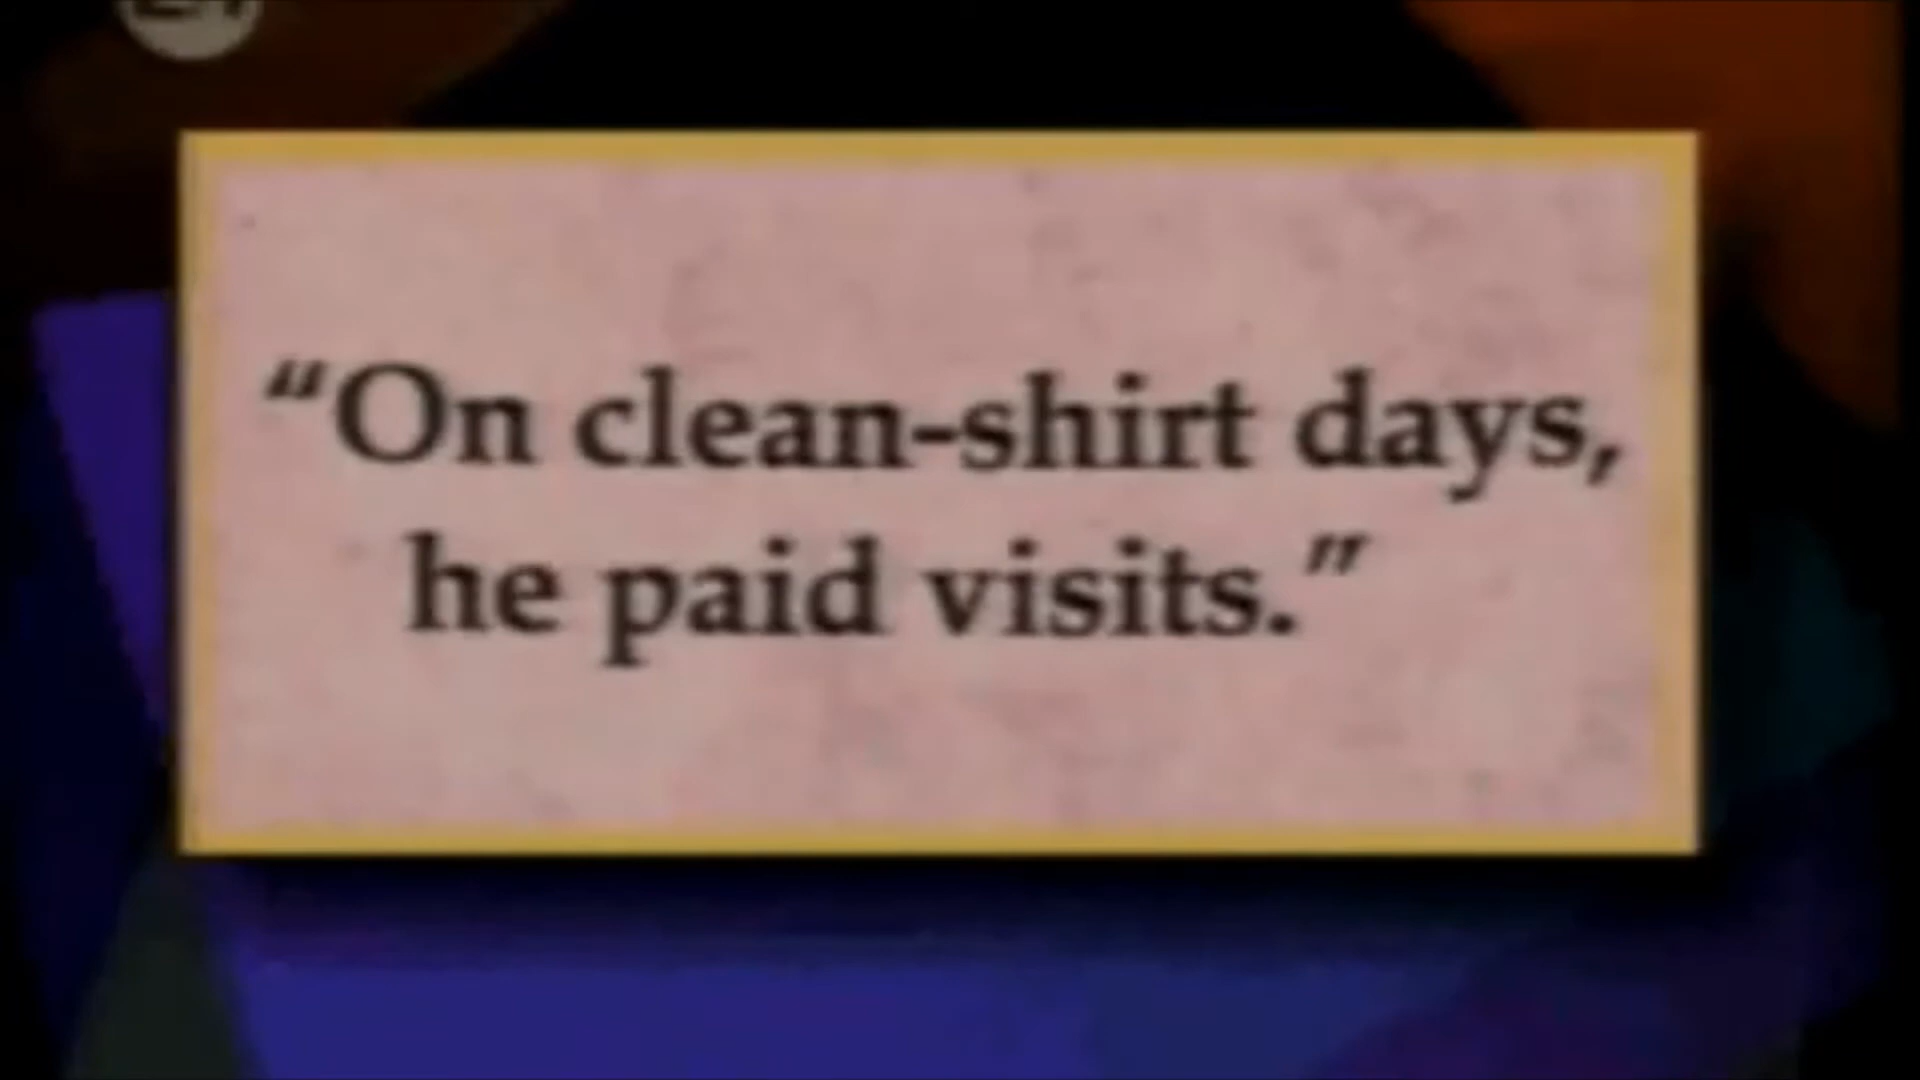 “On clean-shirt days,
he paid visits.”